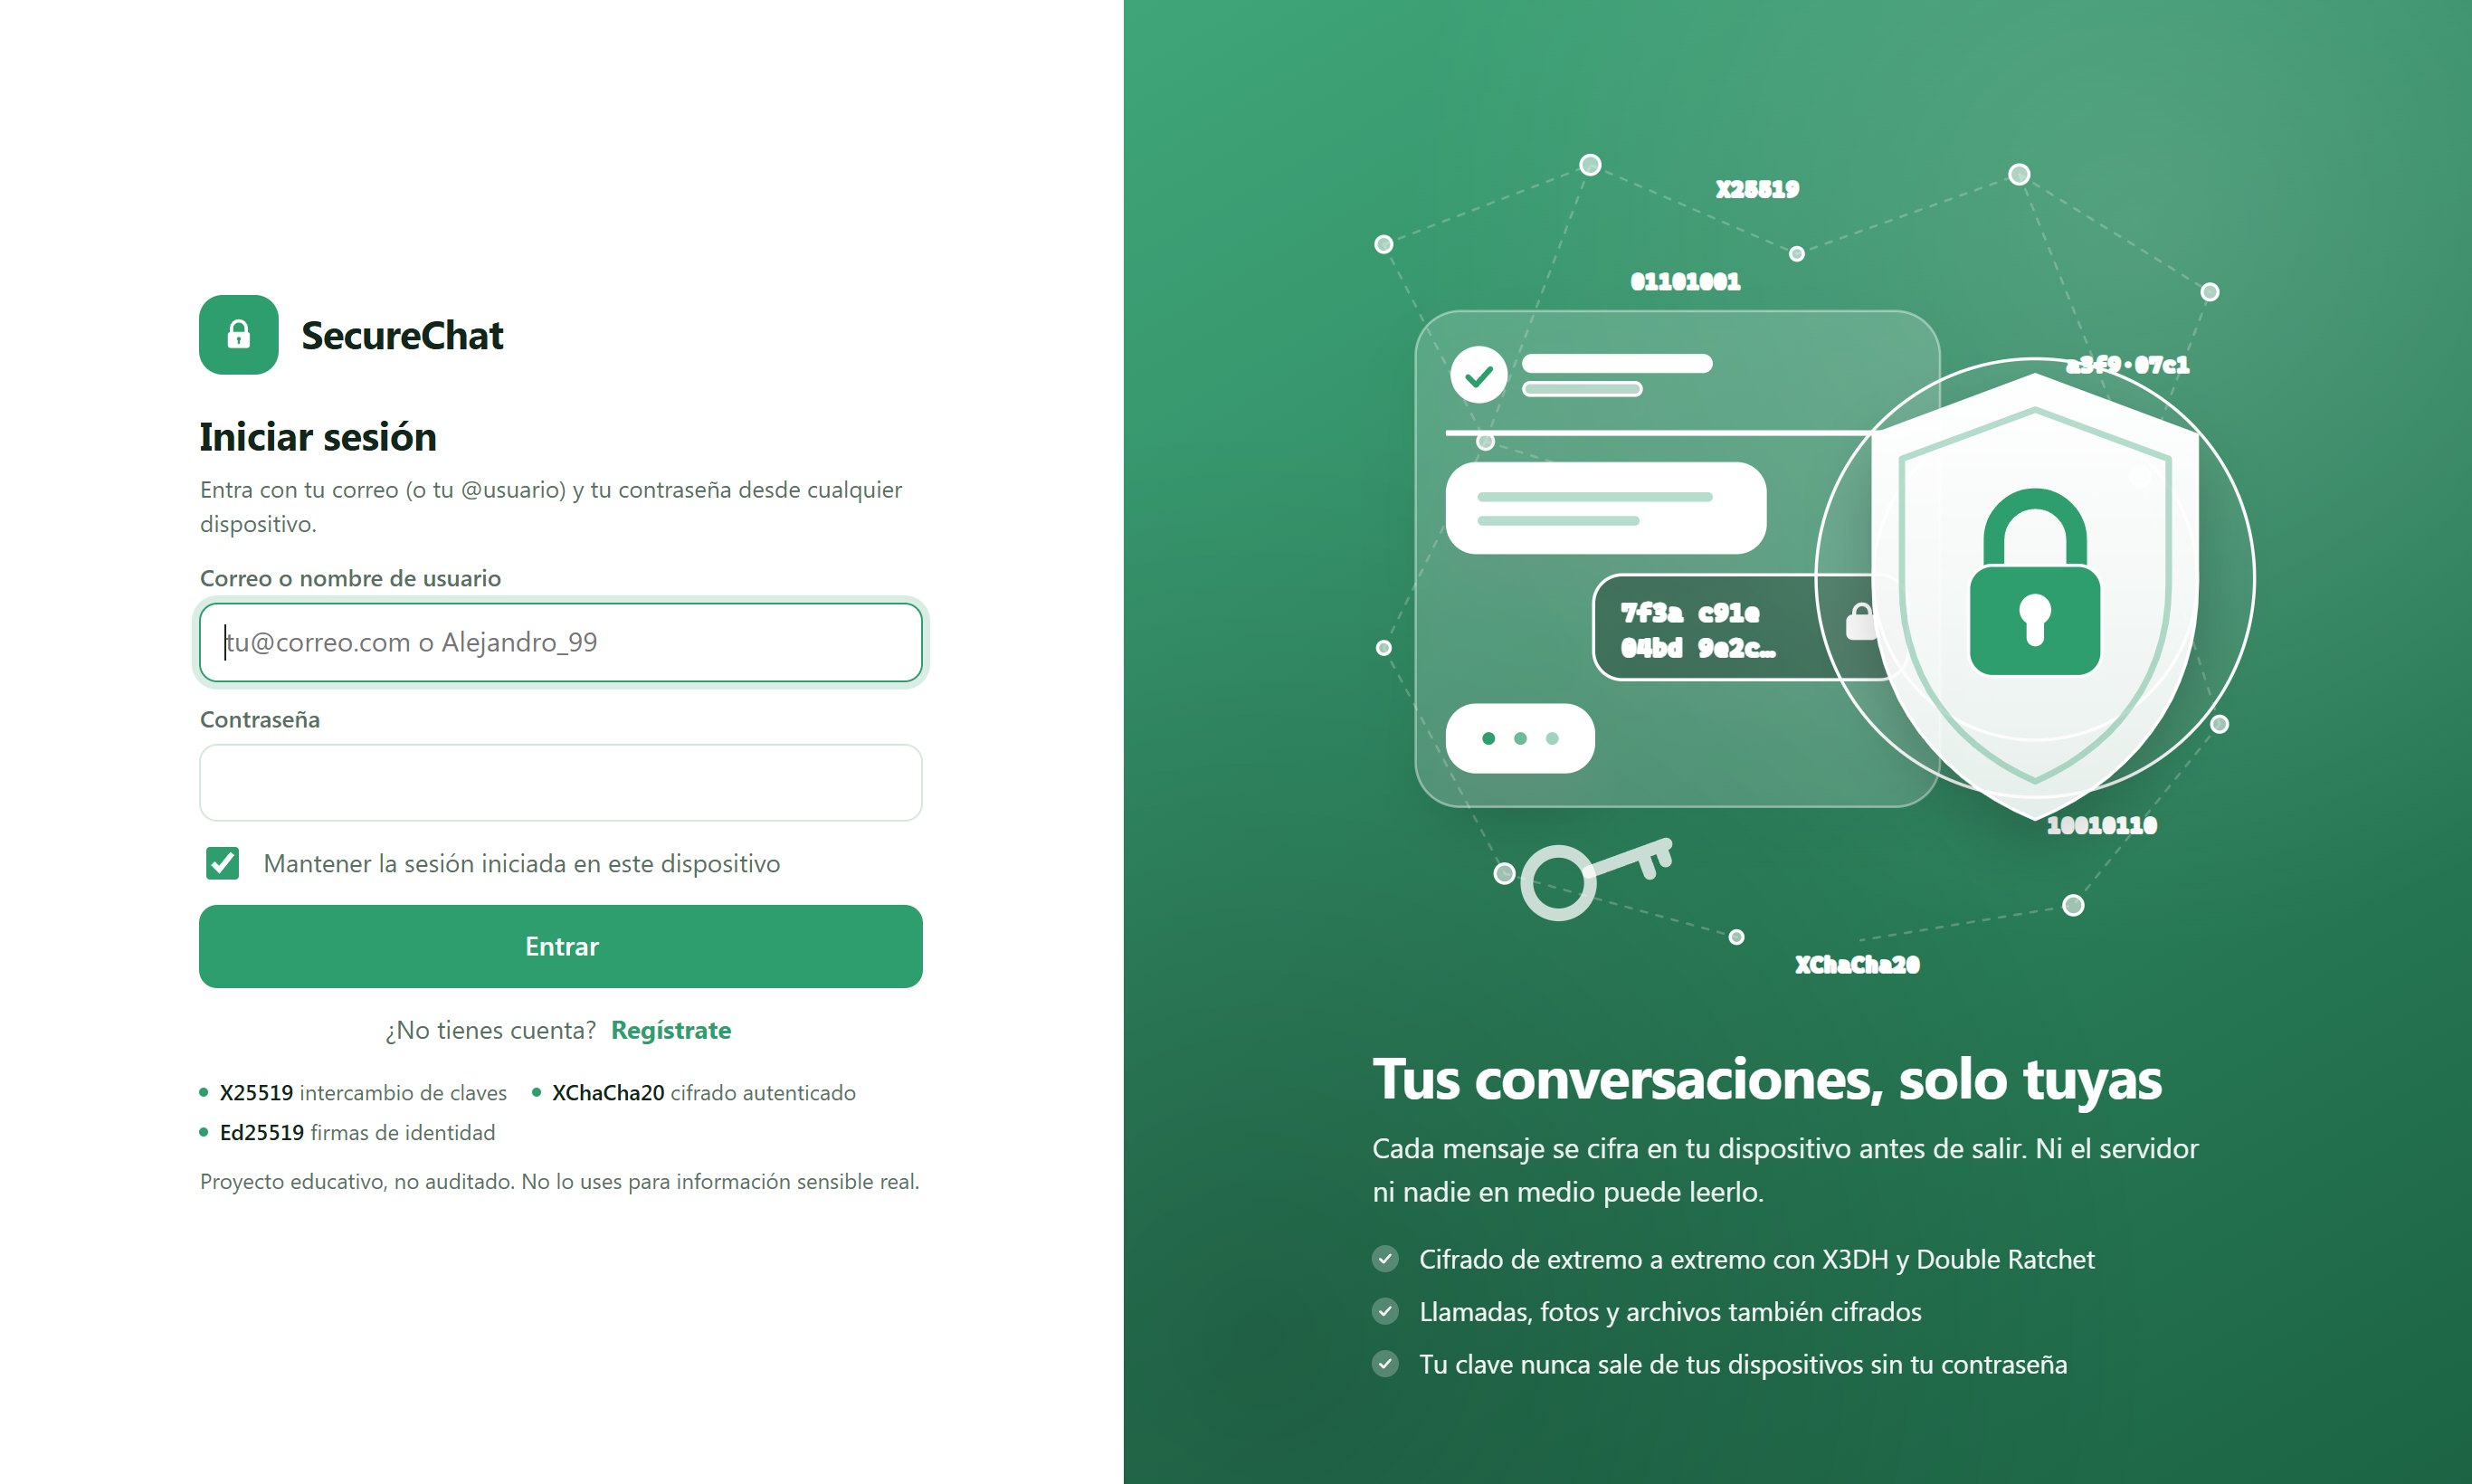 SecureChat
Iniciar sesión
Entra con tu correo (o tu @usuario) y tu contraseña desde cualquier
dispositivo.
Correo o nombre de usuario
tu@correo.com o Alejandro_99
Contraseña
Mantener la sesión iniciada en este dispositivo
Entrar
¿No tienes cuenta? Regístrate
X25519 intercambio de claves
XChaCha20 cifrado autenticado
Ed25519 firmas de identidad
Proyecto educativo, no auditado. No lo uses para información sensible real.
X25519
01101001
a3f9·07c1
7f3a c91e
04bd 9e2c…
10010110
XChaCha20
Tus conversaciones, solo tuyas
Cada mensaje se cifra en tu dispositivo antes de salir. Ni el servidor
ni nadie en medio puede leerlo.
Cifrado de extremo a extremo con X3DH y Double Ratchet
Llamadas, fotos y archivos también cifrados
Tu clave nunca sale de tus dispositivos sin tu contraseña